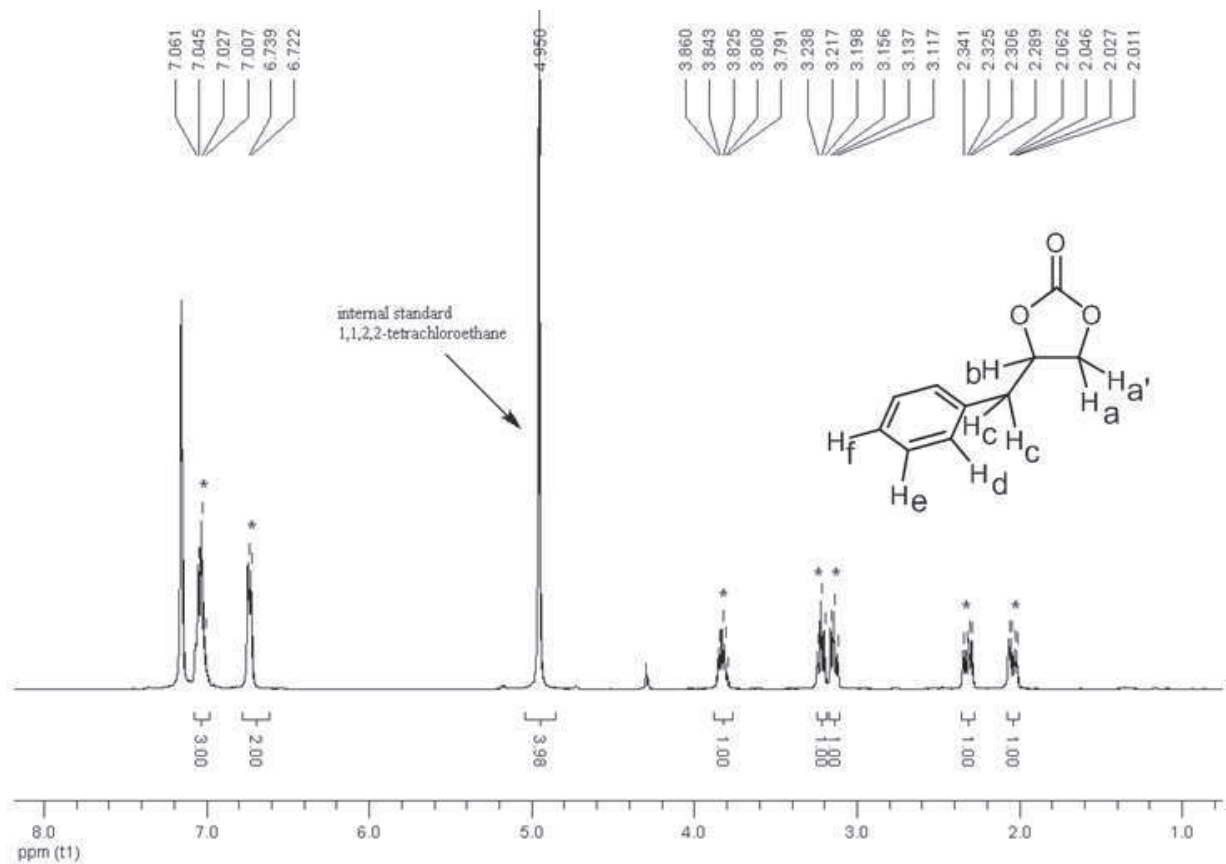 7.061
7.045
7.027
7.007
6.739
6.722
4.950
3.860
3.843
3.825
3.808
3.791
3.238
3.217
3.198
3.156
3.137
3.117
2.341
2.325
2.306
2.289
2.062
2.046
2.027
2.011
internal standard
1,1,2,2-tetrachloroethane
O
O
O
bH
Ha'
Ha
Hc
Hc
Hf
Hd
He
*
*
*
*
*
*
*
3.00
2.00
3.98
1.00
1.00
1.00
1.00
1.00
8.0 7.0 6.0 5.0 4.0 3.0 2.0 1.0
ppm (t1)